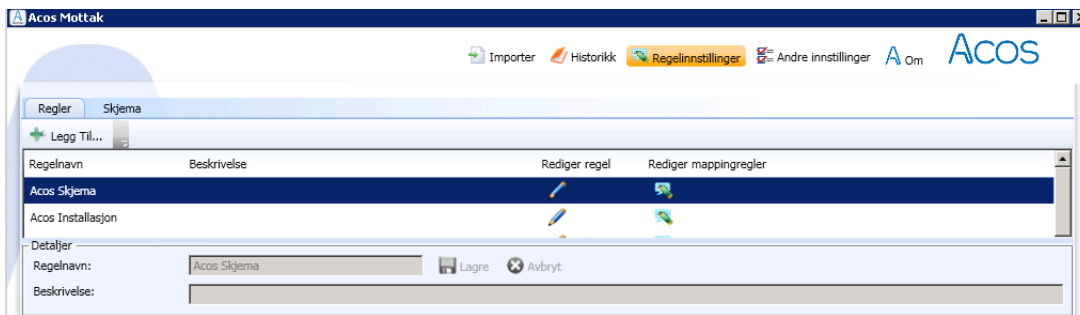 Acos Mottak
Importer Historikk Regelinnstillinger Andre innstillinger Om Acos
Regler Skjema
Legg Til...
Regelnavn Beskrivelse Rediger regel Rediger mappingregler
Acos Skjema
Acos Installasjon
Detaljer
Regelnavn: Acos Skjema Lagre Avbryt
Beskrivelse: